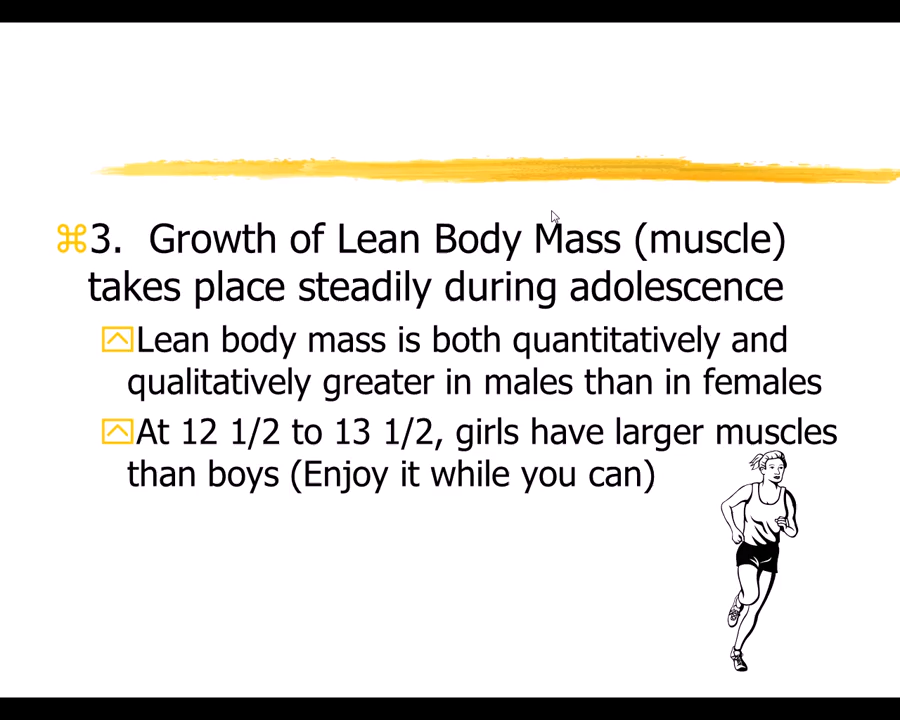 3. Growth of Lean Body Mass (muscle)
takes place steadily during adolescence
Lean body mass is both quantitatively and
qualitatively greater in males than in females
At 12 1/2 to 13 1/2, girls have larger muscles
than boys (Enjoy it while you can)